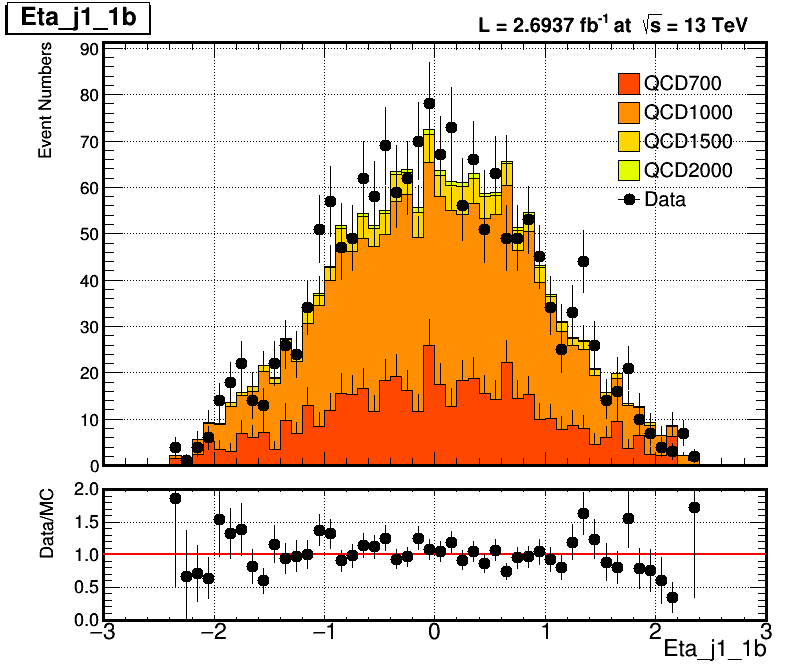 Eta_j1_1b
L = 2.6937 fb⁻¹ at √s = 13 TeV
Event Numbers
90
80
70
60
50
40
30
20
10
0
QCD700
QCD1000
QCD1500
QCD2000
Data
Data/MC
2.0
1.5
1.0
0.5
0.0
−3 −2 −1 0 1 2 3
Eta_j1_1b